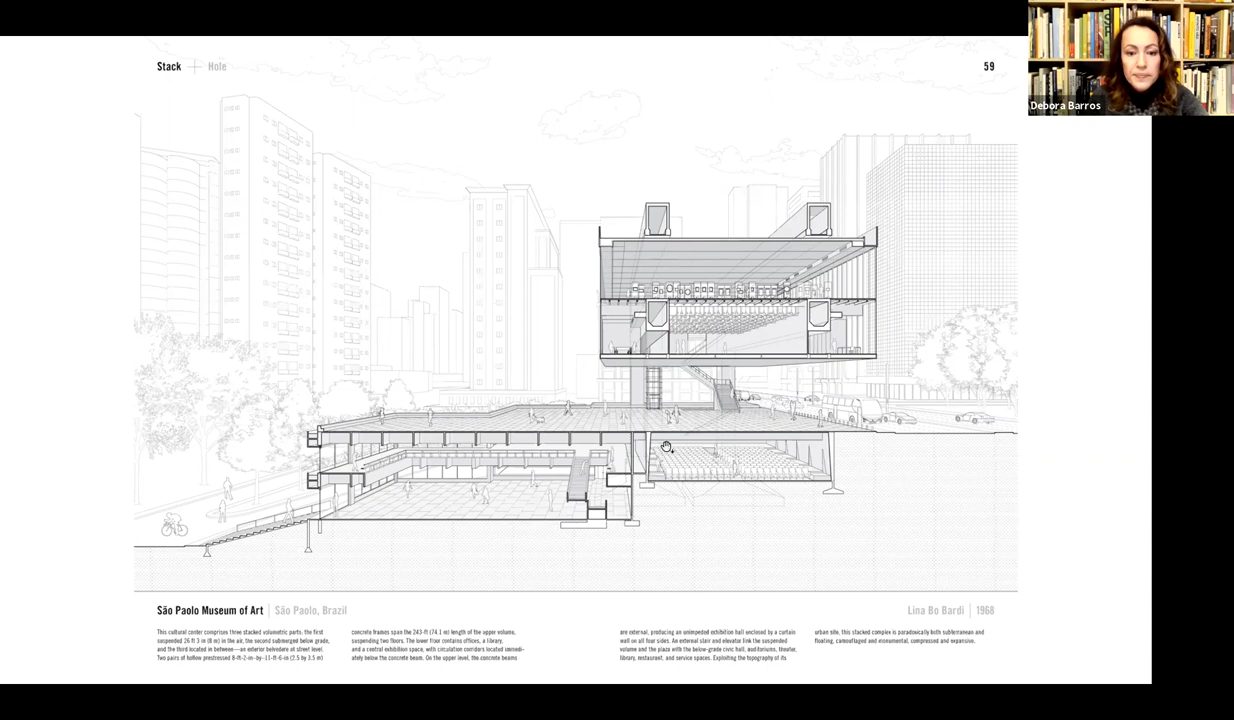 Stack + Hole
59
Debora Barros
São Paolo Museum of Art | São Paolo, Brazil
Lina Bo Bardi | 1968
This cultural center comprises three stacked volumetric parts: the first
suspended 26 ft 3 in (8 m) in the air, the second submerged below grade,
and the third located in between—an exterior belvedere at street level.
Two pairs of hollow prestressed 8-ft-2-in-by-11-ft-6-in (2.5 by 3.5 m)
concrete frames span the 243-ft (74.1 m) length of the upper volume,
suspending two floors. The lower floor contains offices, a library,
and a central exhibition space, with circulation corridors located immedi-
ately below the concrete beam. On the upper level, the concrete beams
are external, producing an unimpeded exhibition hall enclosed by a curtain
wall on all four sides. An external stair and elevator link the suspended
volume and the plaza with the below-grade civic hall, auditoriums, theater,
library, restaurant, and service spaces. Exploiting the topography of its
urban site, this stacked complex is paradoxically both subterranean and
floating, camouflaged and monumental, compressed and expansive.